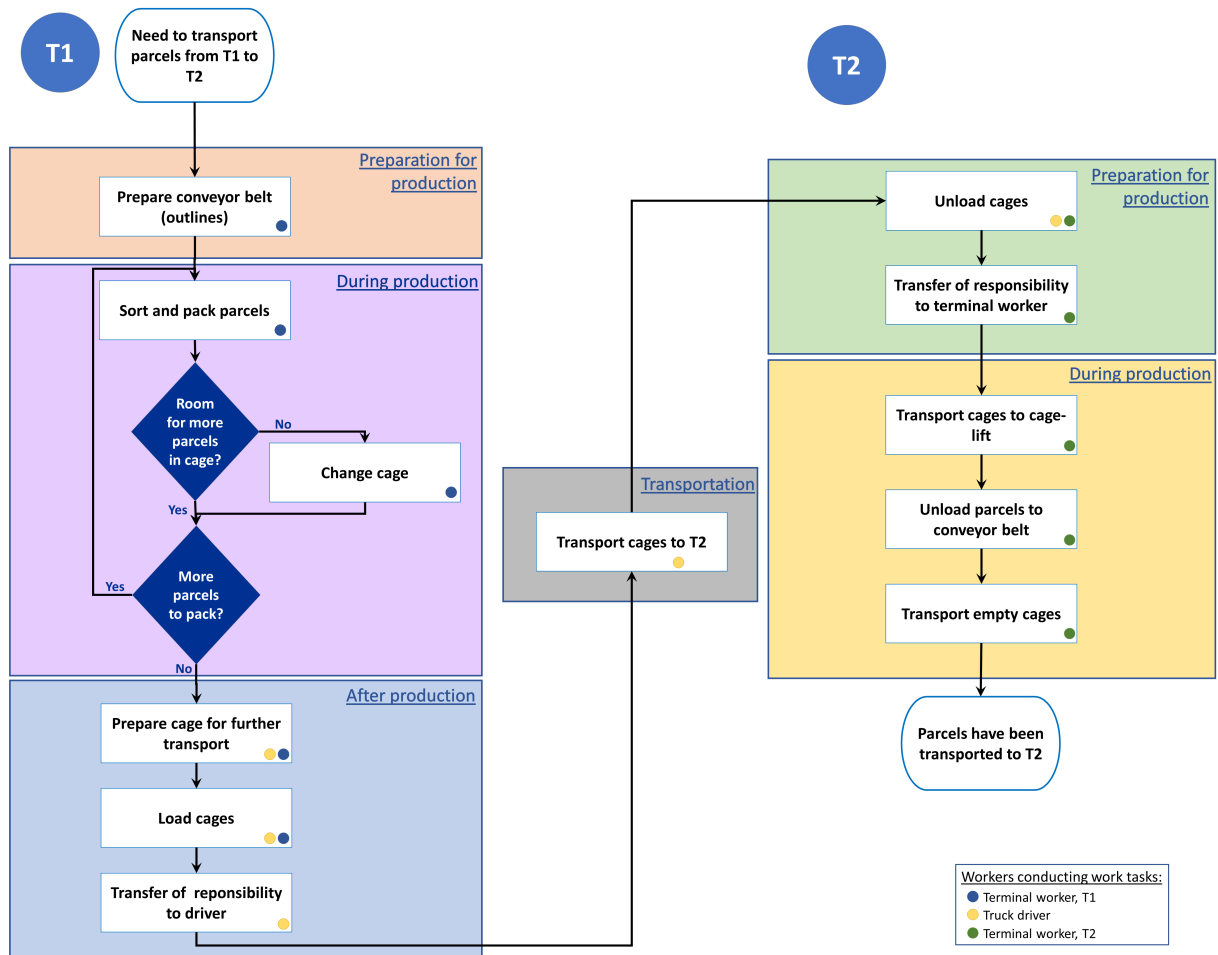 T1
Need to transport
parcels from T1 to
T2
Preparation for
production
Prepare conveyor belt
(outlines)
During production
Sort and pack parcels
Room
for more
parcels
in cage?
No
Change cage
Yes
More
parcels
to pack?
Yes
No
After production
Prepare cage for further
transport
Load cages
Transfer of  reponsibility
to driver
Transportation
Transport cages to T2
T2
Preparation for
production
Unload cages
Transfer of responsibility
to terminal worker
During production
Transport cages to cage-
lift
Unload parcels to
conveyor belt
Transport empty cages
Parcels have been
transported to T2
Workers conducting work tasks:
Terminal worker, T1
Truck driver
Terminal worker, T2